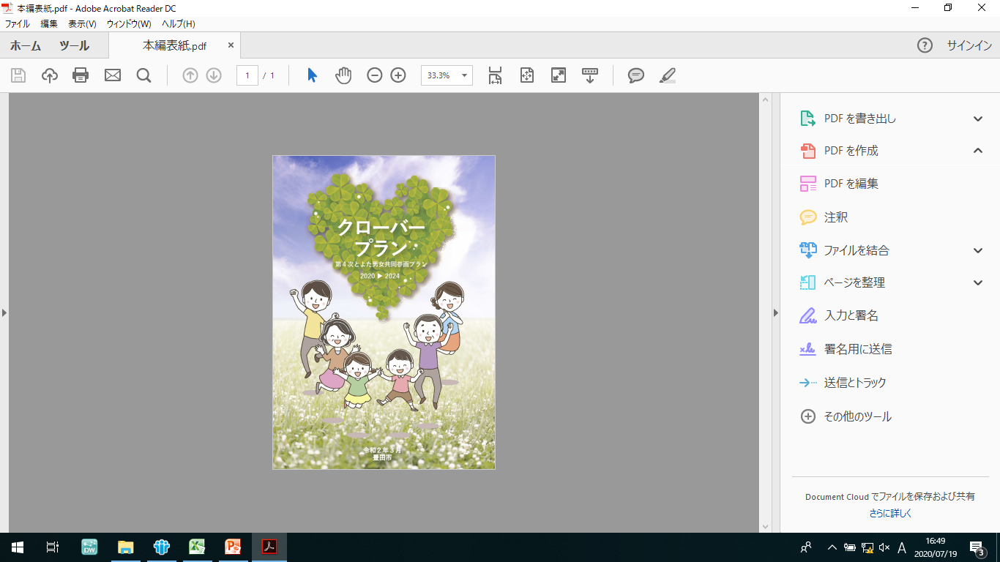 本編表紙.pdf - Adobe Acrobat Reader DC
ファイル 編集 表示(V) ウィンドウ(W) ヘルプ(H)
ホーム ツール 本編表紙.pdf × サインイン
1 / 1 33.3%
クローバー
プラン
第4次とよた男女共同参画プラン
2020 ▶ 2024
令和2年3月
豊田市
PDF を書き出し
PDF を作成
PDF を編集
注釈
ファイルを結合
ページを整理
入力と署名
署名用に送信
送信とトラック
その他のツール
Document Cloud でファイルを保存および共有
さらに詳しく
DW
A
16:49
2020/07/19
3